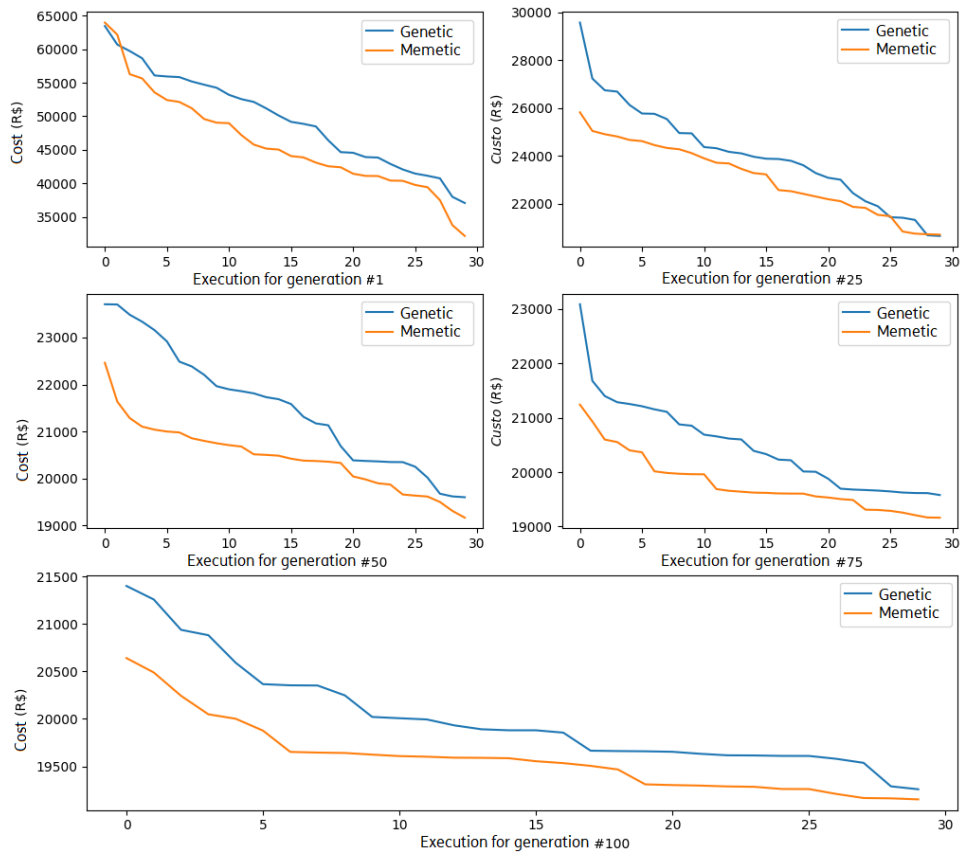 65000
60000
55000
50000
45000
40000
35000
Cost (R$)
0 5 10 15 20 25 30
Execution for generation #1
Genetic
Memetic
30000
28000
26000
24000
22000
Custo (R$)
0 5 10 15 20 25 30
Execution for generation #25
Genetic
Memetic
23000
22000
21000
20000
19000
Cost (R$)
0 5 10 15 20 25 30
Execution for generation #50
Genetic
Memetic
23000
22000
21000
20000
19000
Custo (R$)
0 5 10 15 20 25 30
Execution for generation #75
Genetic
Memetic
21500
21000
20500
20000
19500
Cost (R$)
0 5 10 15 20 25 30
Execution for generation #100
Genetic
Memetic